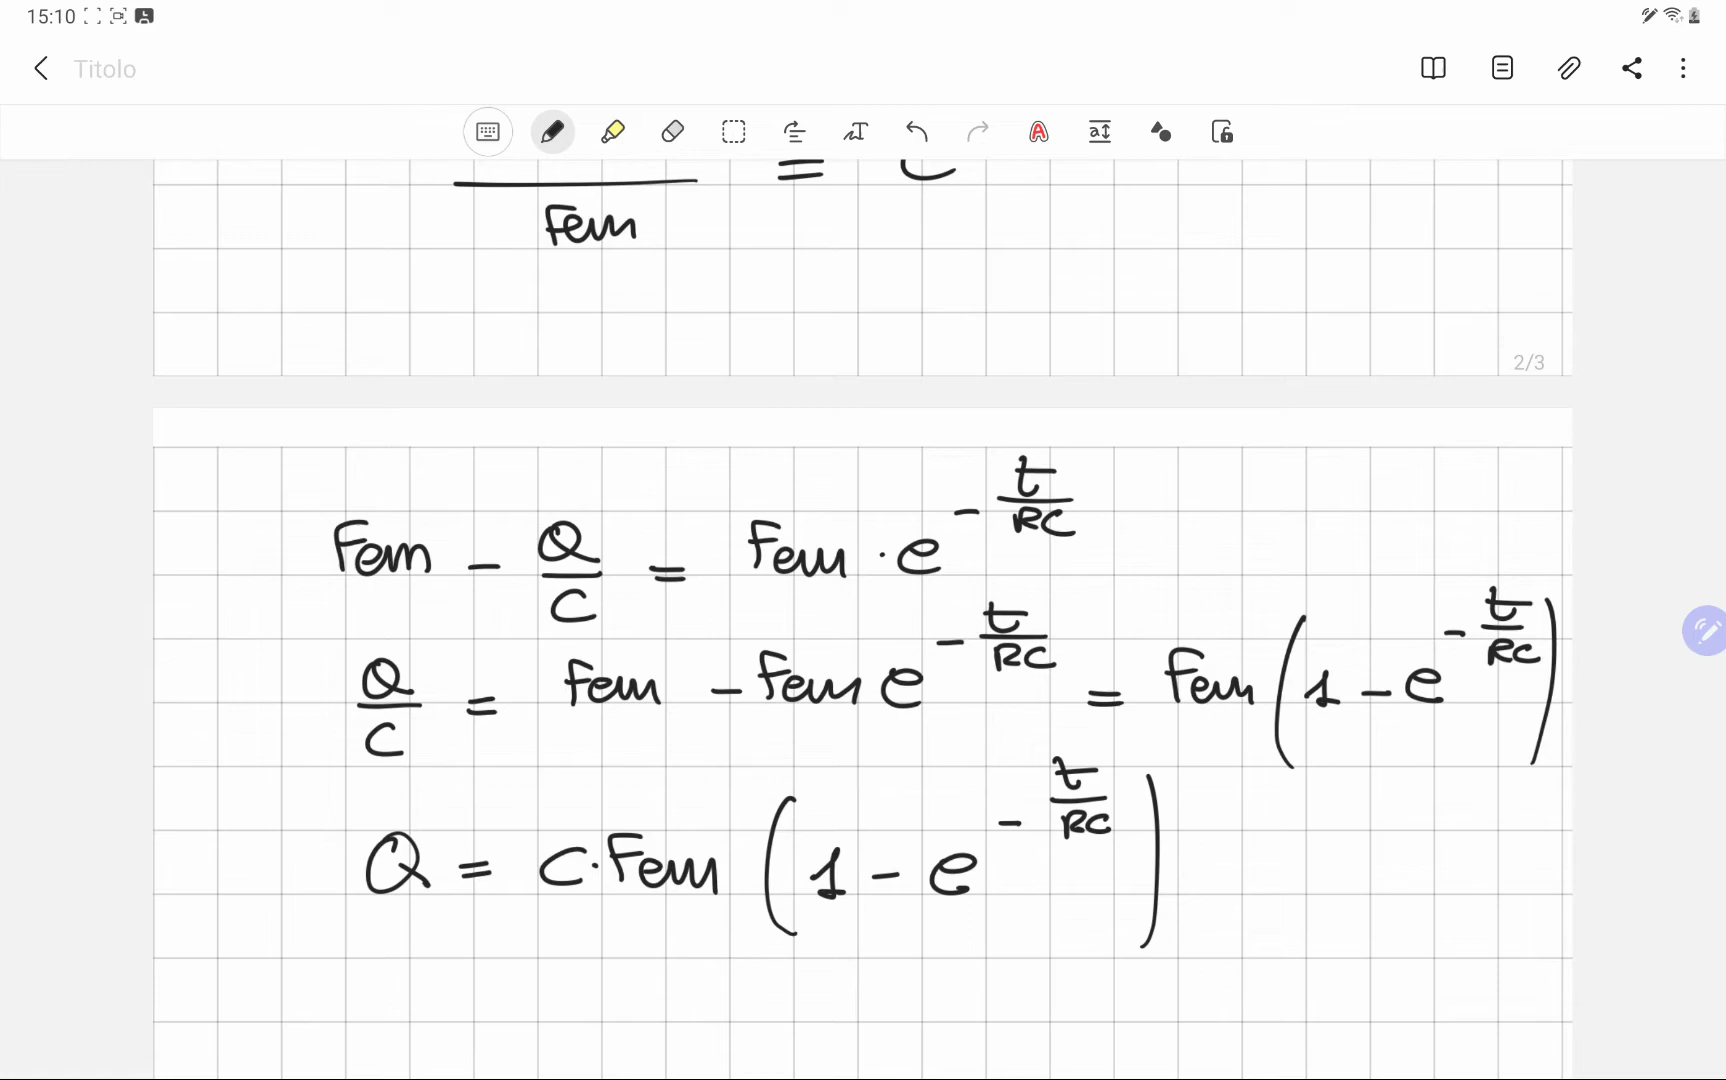 15:10
Titolo
Fem = e
2/3
Fem - Q/C = Fem · e^(-t/RC)
Q/C = Fem - Fem e^(-t/RC) = Fem (1 - e^(-t/RC))
Q = C·Fem (1 - e^(-t/RC))